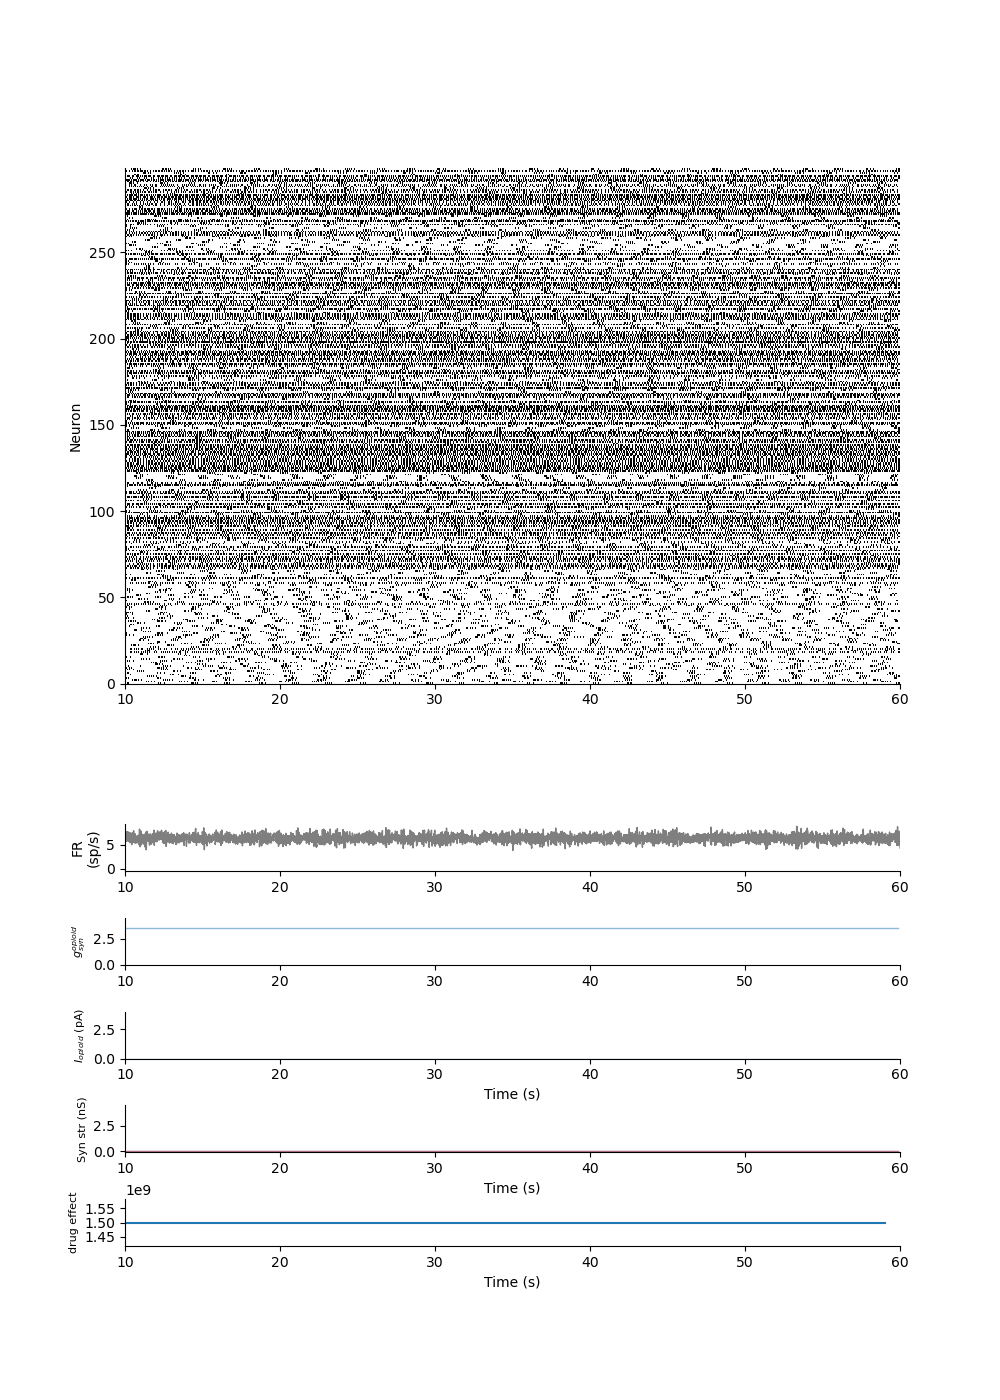 250
200
150
100
50
0
Neuron
10 20 30 40 50 60
FR
(sp/s)
5
0
10 20 30 40 50 60
g_{syn}^{opioid}
2.5
0.0
10 20 30 40 50 60
I_{opioid} (pA)
2.5
0.0
10 20 30 40 50 60
Time (s)
Syn str (nS)
2.5
0.0
10 20 30 40 50 60
Time (s)
1e9
drug effect
1.55
1.50
1.45
10 20 30 40 50 60
Time (s)